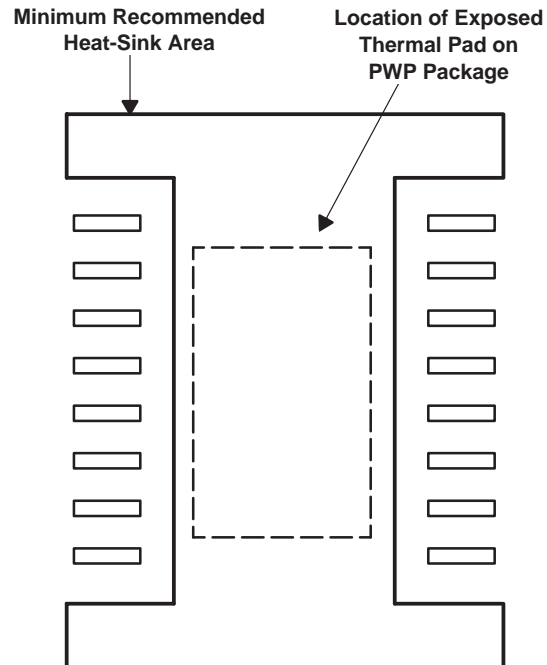 Minimum Recommended
Heat-Sink Area
Location of Exposed
Thermal Pad on
PWP Package